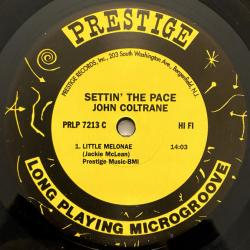 PRESTIGE
PRESTIGE RECORDS, INC., 203 South Washington Ave., Bergenfield, N.J.
SETTIN' THE PACE
JOHN COLTRANE
PRLP 7213 C HI FI
1. LITTLE MELONAE 14:03
(Jackie McLean)
Prestige Music-BMI
LONG PLAYING MICROGROOVE